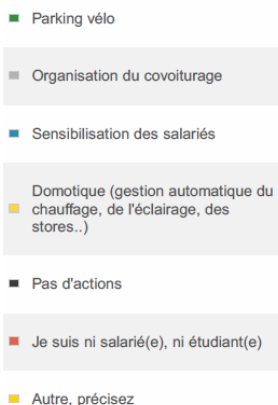 Parking vélo
Organisation du covoiturage
Sensibilisation des salariés
Domotique (gestion automatique du
chauffage, de l'éclairage, des
stores..)
Pas d'actions
Je suis ni salarié(e), ni étudiant(e)
Autre, précisez